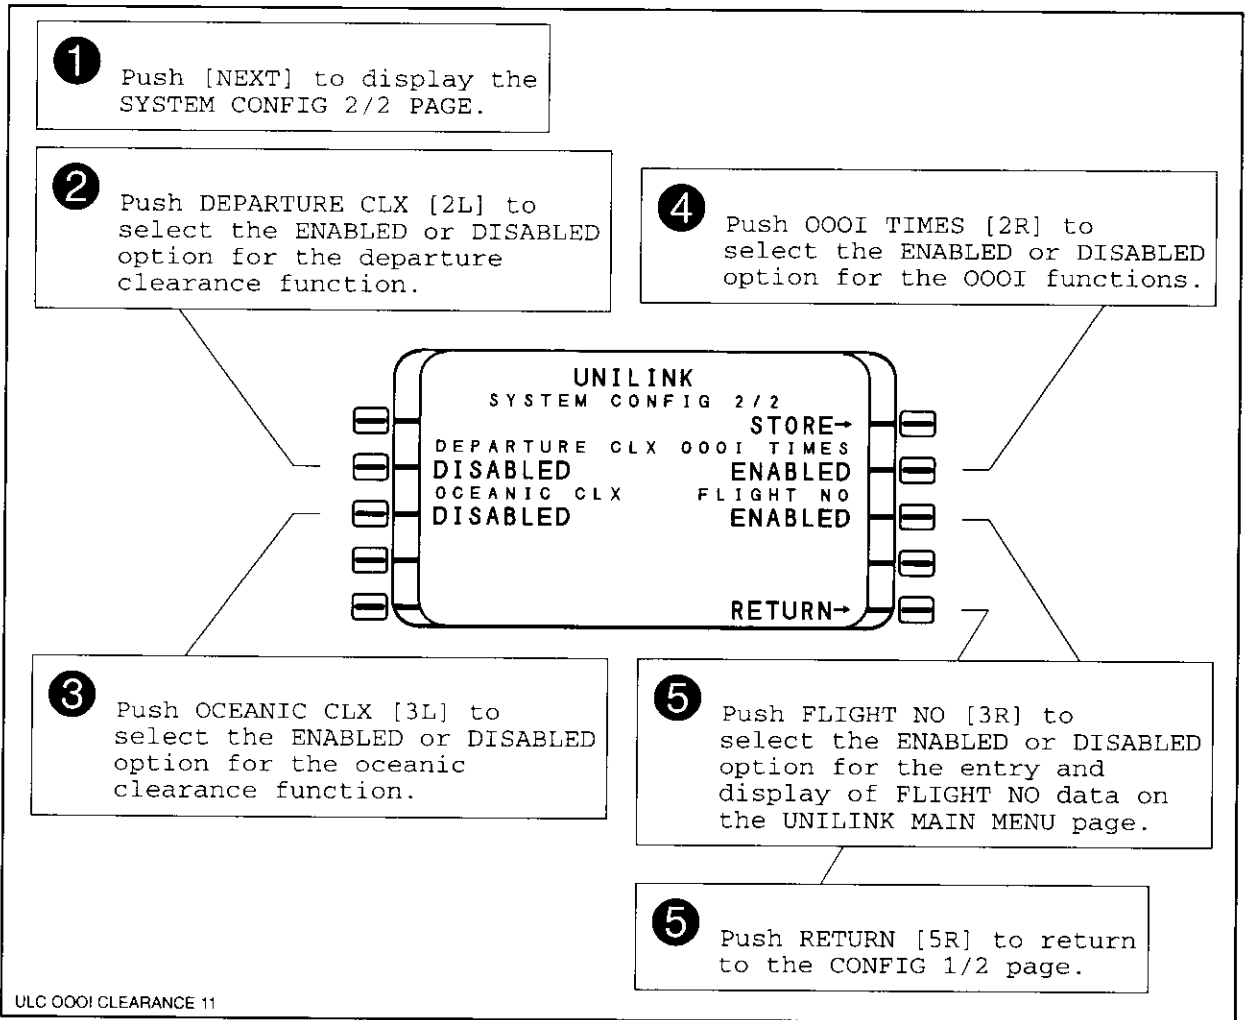 1
Push [NEXT] to display the
SYSTEM CONFIG 2/2 PAGE.
2
Push DEPARTURE CLX [2L] to
select the ENABLED or DISABLED
option for the departure
clearance function.
4
Push OOOI TIMES [2R] to
select the ENABLED or DISABLED
option for the OOOI functions.
UNILINK
SYSTEM CONFIG 2/2
STORE→
DEPARTURE CLX OOOI TIMES
DISABLED ENABLED
OCEANIC CLX FLIGHT NO
DISABLED ENABLED
RETURN→
3
Push OCEANIC CLX [3L] to
select the ENABLED or DISABLED
option for the oceanic
clearance function.
5
Push FLIGHT NO [3R] to
select the ENABLED or DISABLED
option for the entry and
display of FLIGHT NO data on
the UNILINK MAIN MENU page.
5
Push RETURN [5R] to return
to the CONFIG 1/2 page.
ULC OOOI CLEARANCE 11